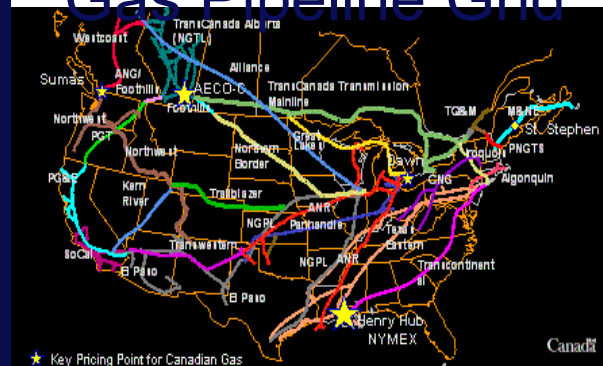 Gas Pipeline Grid
TransCanada Alberta
(NGTL)
Westcoast
Alliance
Sumas
ANG/
Foothills
AECO-C
Foothills
TransCanada Transmission
Mainline
TQ&M
M&NE
St. Stephen
PNGTS
Iroquois
Algonquin
Northwest
PGT
Northwest
Northern
Border
Great
Lakes
Dawn
CNG
PG&E
Kern
River
Trailblazer
ANR
NGPL
Panhandle
Texas
Eastern
SoCal
Transwestern
El Paso
El Paso
NGPL
ANR
Transcontinent
al
Henry Hub
NYMEX
Canada
Key Pricing Point for Canadian Gas